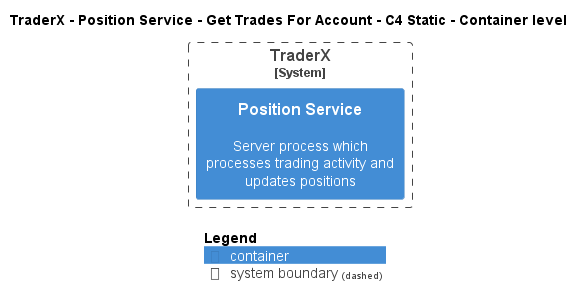 TraderX - Position Service - Get Trades For Account - C4 Static - Container level
TraderX
[System]
Position Service
Server process which
processes trading activity and
updates positions
Legend
container
system boundary (dashed)